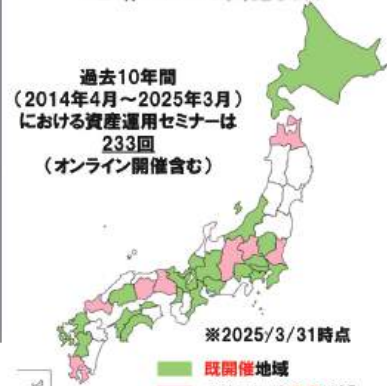 過去10年間
（2014年4月～2025年3月）
における資産運用セミナーは
233回
（オンライン開催含む）
※2025/3/31時点
既開催地域